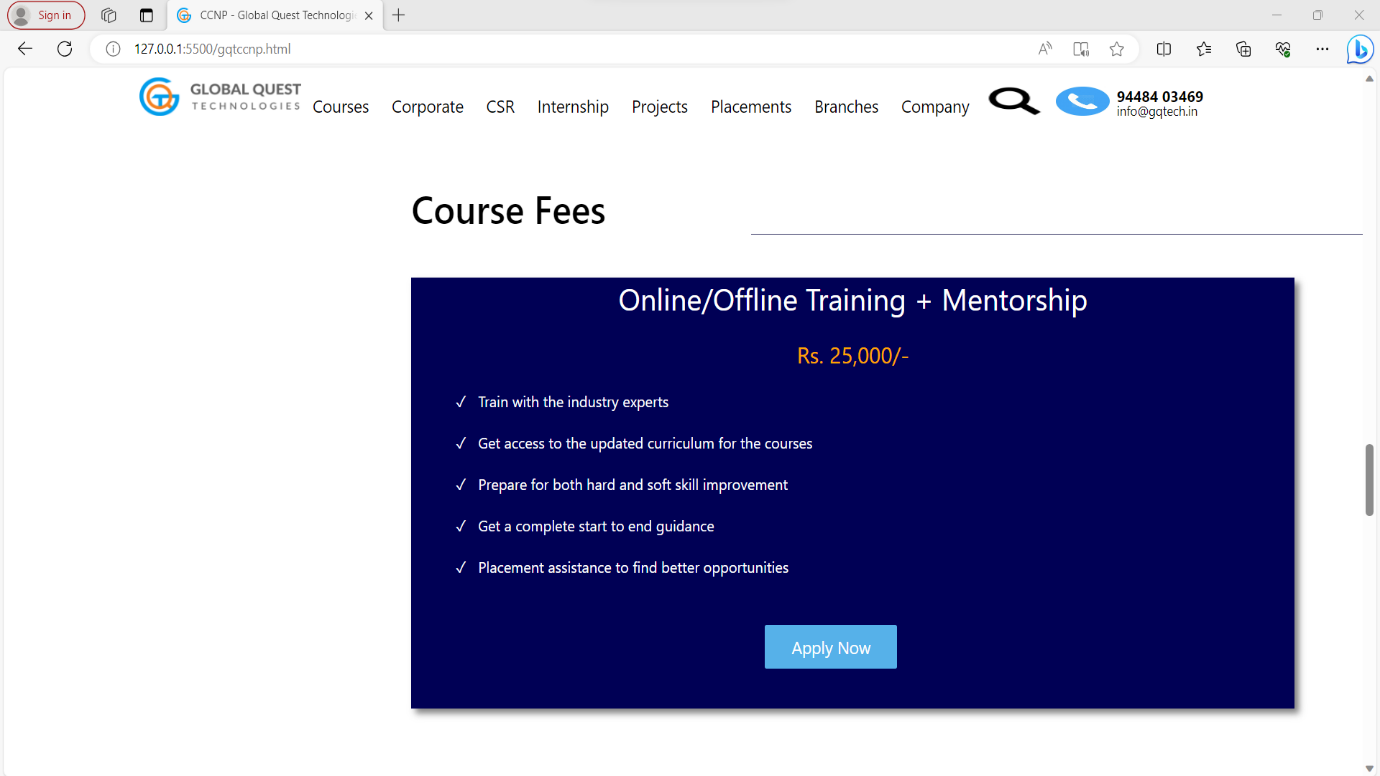 Sign in
CCNP - Global Quest Technologi
127.0.0.1:5500/gqtccnp.html
GLOBAL QUEST
TECHNOLOGIES
Courses Corporate CSR Internship Projects Placements Branches Company
94484 03469
info@gqtech.in
Course Fees
Online/Offline Training + Mentorship
Rs. 25,000/-
✓ Train with the industry experts
✓ Get access to the updated curriculum for the courses
✓ Prepare for both hard and soft skill improvement
✓ Get a complete start to end guidance
✓ Placement assistance to find better opportunities
Apply Now